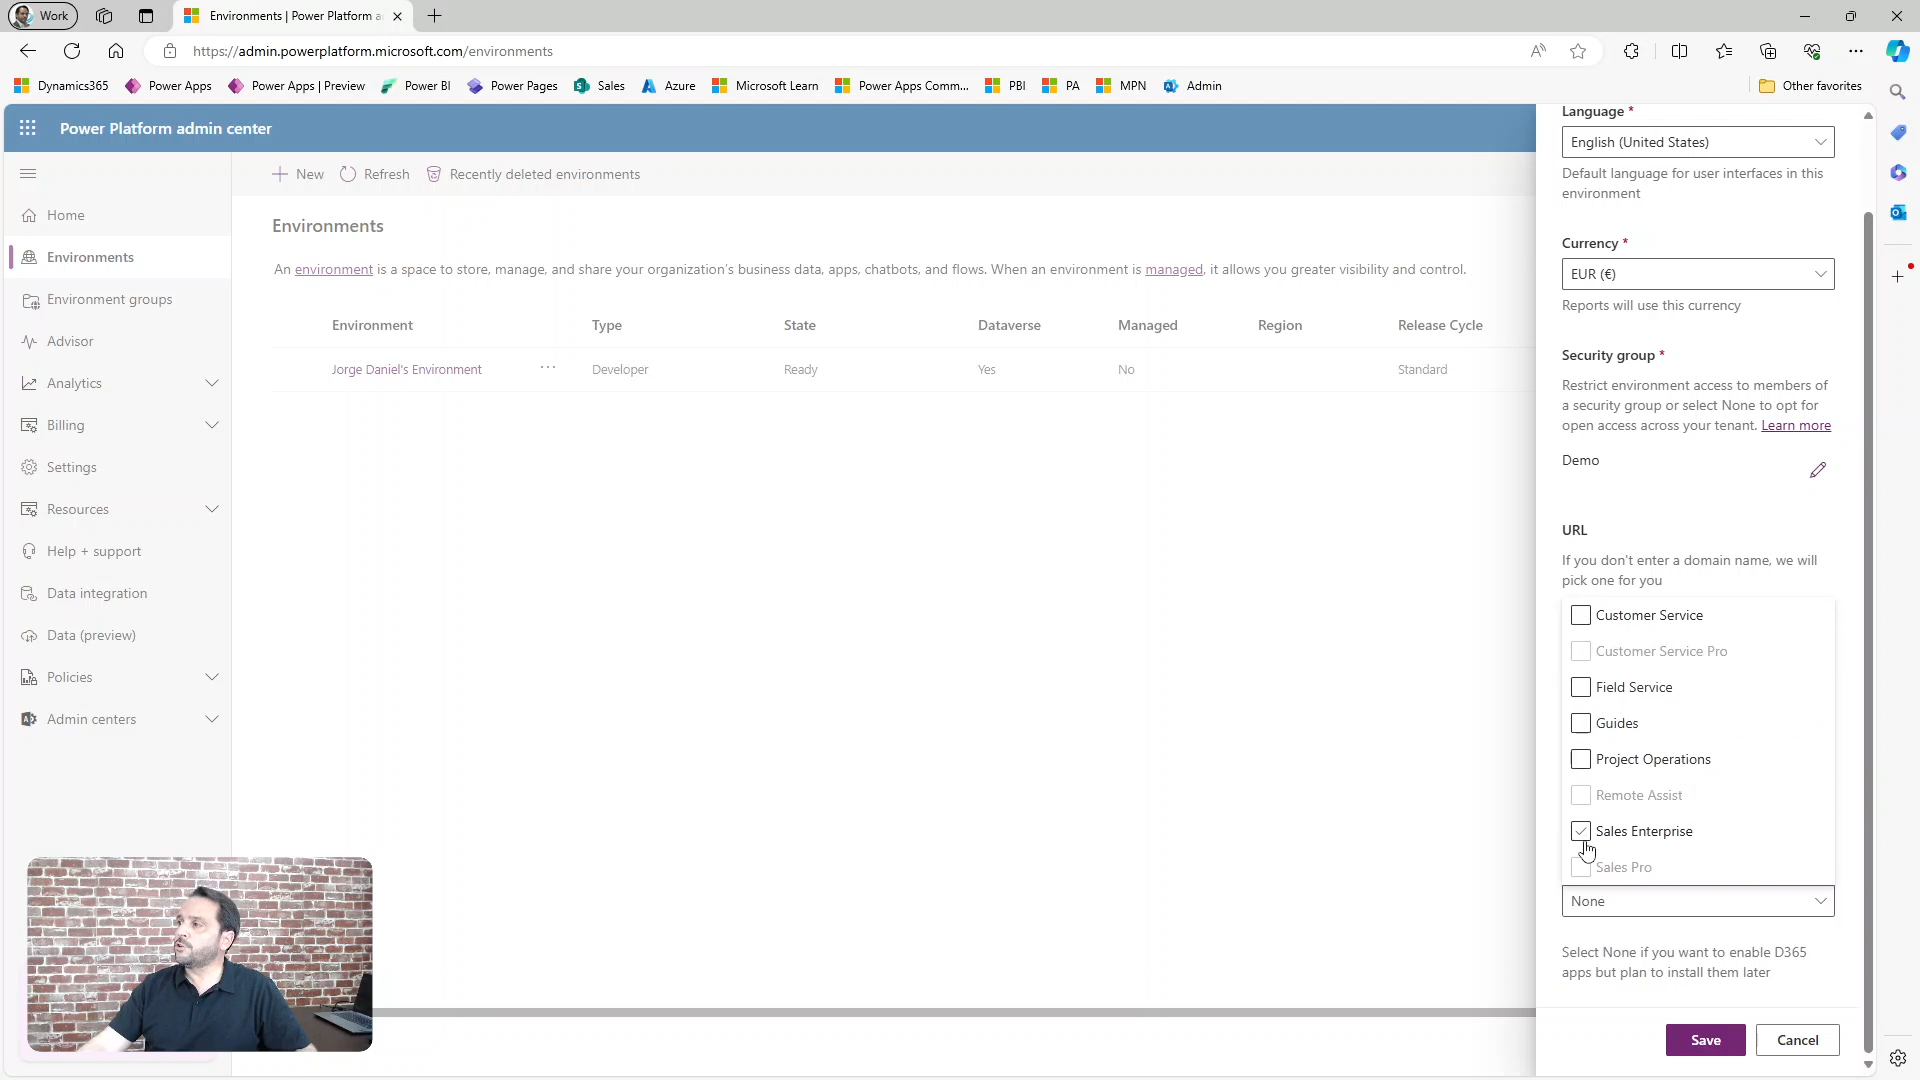 Work
Environments | Power Platform a
https://admin.powerplatform.microsoft.com/environments
Dynamics365
Power Apps
Power Apps | Preview
Power BI
Power Pages
Sales
Azure
Microsoft Learn
Power Apps Comm...
PBI
PA
MPN
Admin
Other favorites
Power Platform admin center
Home
Environments
Environment groups
Advisor
Analytics
Billing
Settings
Resources
Help + support
Data integration
Data (preview)
Policies
Admin centers
New
Refresh
Recently deleted environments
Environments
An environment is a space to store, manage, and share your organization's business data, apps, chatbots, and flows. When an environment is managed, it allows you greater visibility and control.
Environment Type State Dataverse Managed Region Release Cycle
Jorge Daniel's Environment ... Developer Ready Yes No Standard
Language *
English (United States)
Default language for user interfaces in this
environment
Currency *
EUR (€)
Reports will use this currency
Security group *
Restrict environment access to members of
a security group or select None to opt for
open access across your tenant. Learn more
Demo
URL
If you don't enter a domain name, we will
pick one for you
Customer Service
Customer Service Pro
Field Service
Guides
Project Operations
Remote Assist
Sales Enterprise
Sales Pro
None
Select None if you want to enable D365
apps but plan to install them later
Save
Cancel